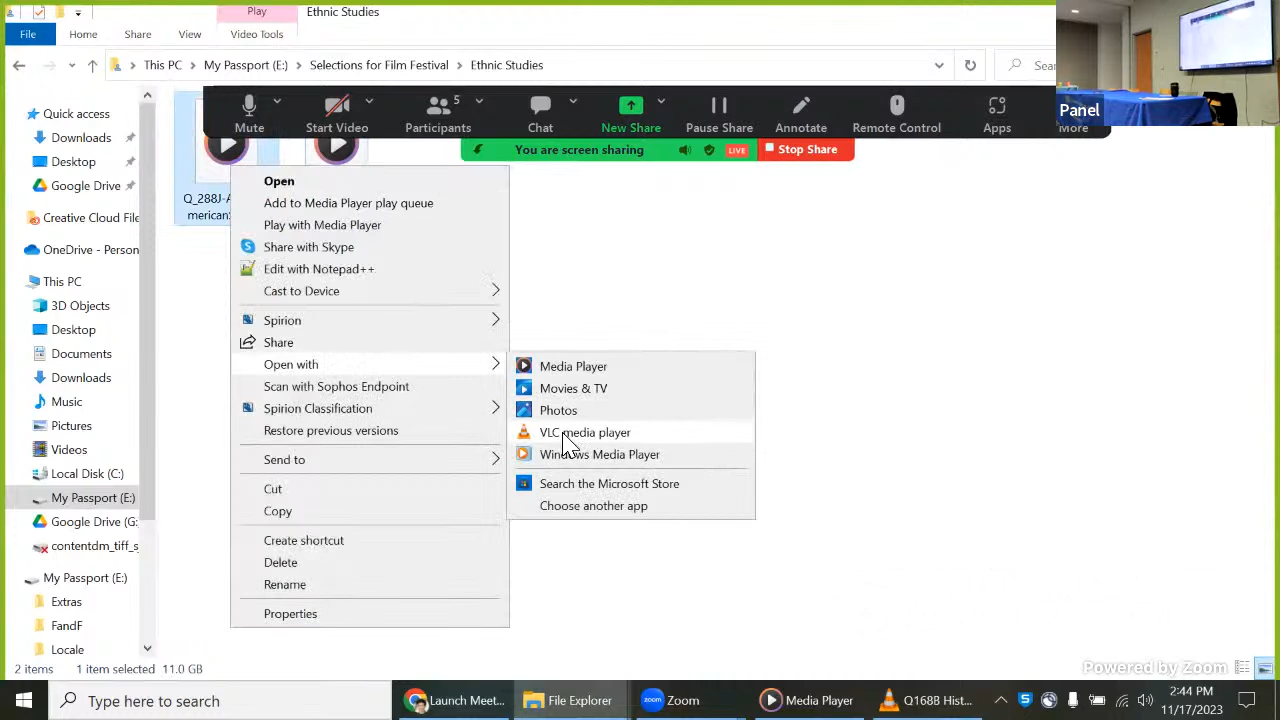 Play
Ethnic Studies
File
Home
Share
View
Video Tools
This PC
My Passport (E:)
Selections for Film Festival
Ethnic Studies
Panel
Mute
Start Video
5
Participants
Chat
New Share
Pause Share
Annotate
Remote Control
Apps
More
You are screen sharing
LIVE
Stop Share
Quick access
Downloads
Desktop
Google Drive
Creative Cloud File
OneDrive - Person
This PC
3D Objects
Desktop
Documents
Downloads
Music
Pictures
Videos
Local Disk (C:)
My Passport (E:)
Google Drive (G:
contentdm_tiff_s
My Passport (E:)
Extras
FandF
Locale
Q_288J-A
merican
Open
Add to Media Player play queue
Play with Media Player
Share with Skype
Edit with Notepad++
Cast to Device
Spirion
Share
Open with
Scan with Sophos Endpoint
Spirion Classification
Restore previous versions
Send to
Cut
Copy
Create shortcut
Delete
Rename
Properties
Media Player
Movies & TV
Photos
VLC media player
Windows Media Player
Search the Microsoft Store
Choose another app
2 items
1 item selected 11.0 GB
Powered by Zoom
Type here to search
Launch Meet...
File Explorer
Zoom
Media Player
Q168B Hist...
2:44 PM
11/17/2023